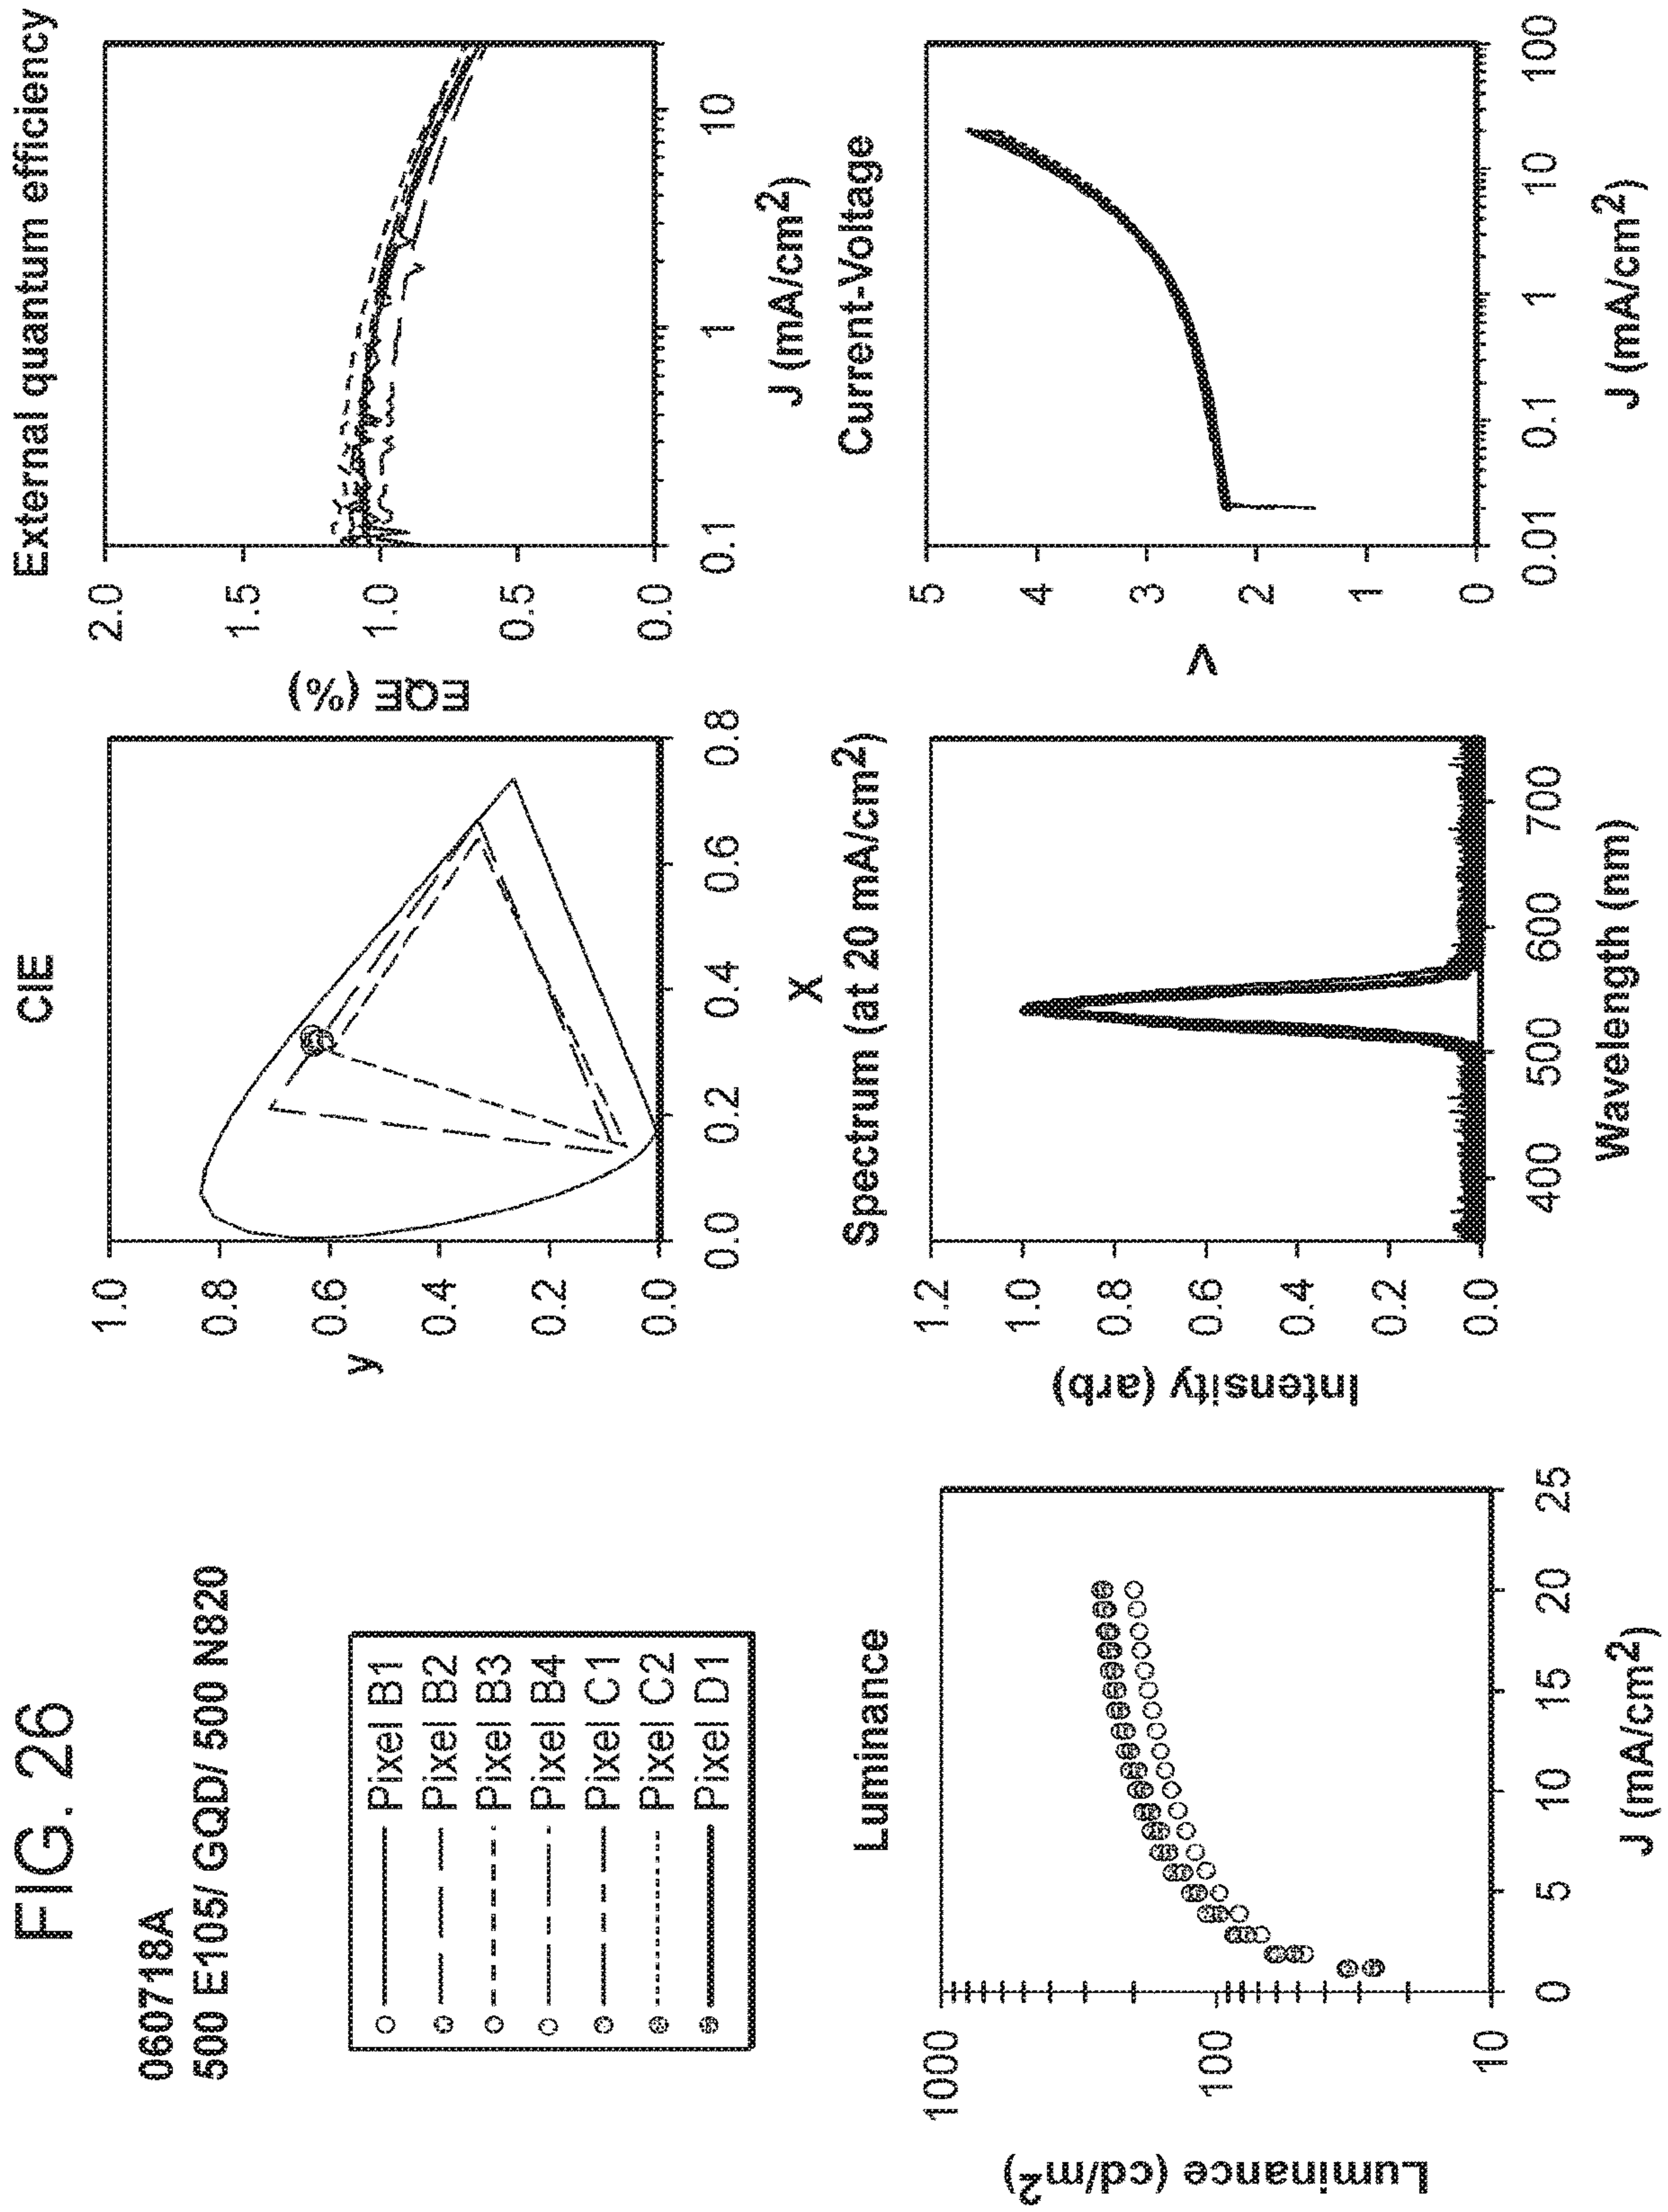 FIG. 26
060718A
500 E105/ GQD/ 500 N820
Pixel B1
Pixel B2
Pixel B3
Pixel B4
Pixel C1
Pixel C2
Pixel D1
CIE
y
1.0
0.8
0.6
0.4
0.2
0.0
0.0 0.2 0.4 0.6 0.8
X
External quantum efficiency
EQE (%)
2.0
1.5
1.0
0.5
0.0
0.1 1 10
J (mA/cm2)
Luminance
Luminance (cd/m2)
1000
100
10
0 5 10 15 20 25
J (mA/cm2)
Spectrum (at 20 mA/cm2)
Intensity (arb)
1.2
1.0
0.8
0.6
0.4
0.2
0.0
400 500 600 700
Wavelength (nm)
Current-Voltage
V
5
4
3
2
1
0
0.01 0.1 1 10 100
J (mA/cm2)